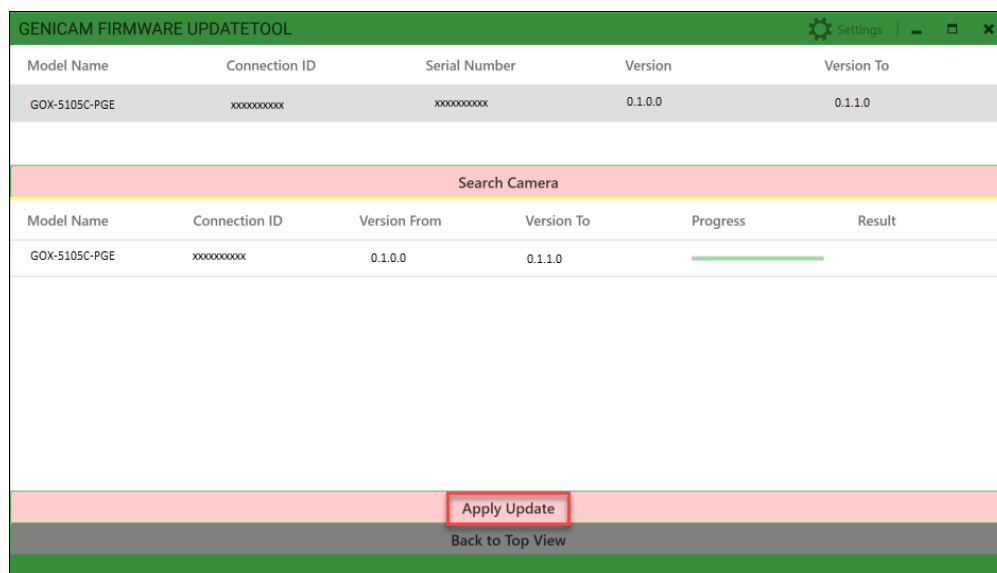 GENICAM FIRMWARE UPDATETOOL Settings
Model Name Connection ID Serial Number Version Version To
GOX-5105C-PGE xxxxxxxxxx xxxxxxxxxx 0.1.0.0 0.1.1.0
Search Camera
Model Name Connection ID Version From Version To Progress Result
GOX-5105C-PGE xxxxxxxxxx 0.1.0.0 0.1.1.0
Apply Update
Back to Top View